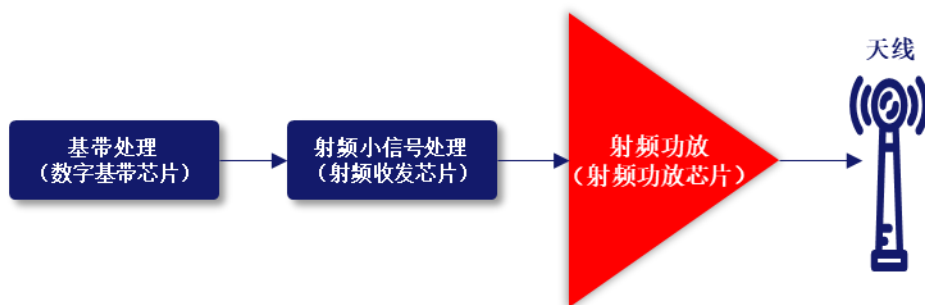 天线
基带处理
（数字基带芯片）
射频小信号处理
（射频收发芯片）
射频功放
（射频功放芯片）